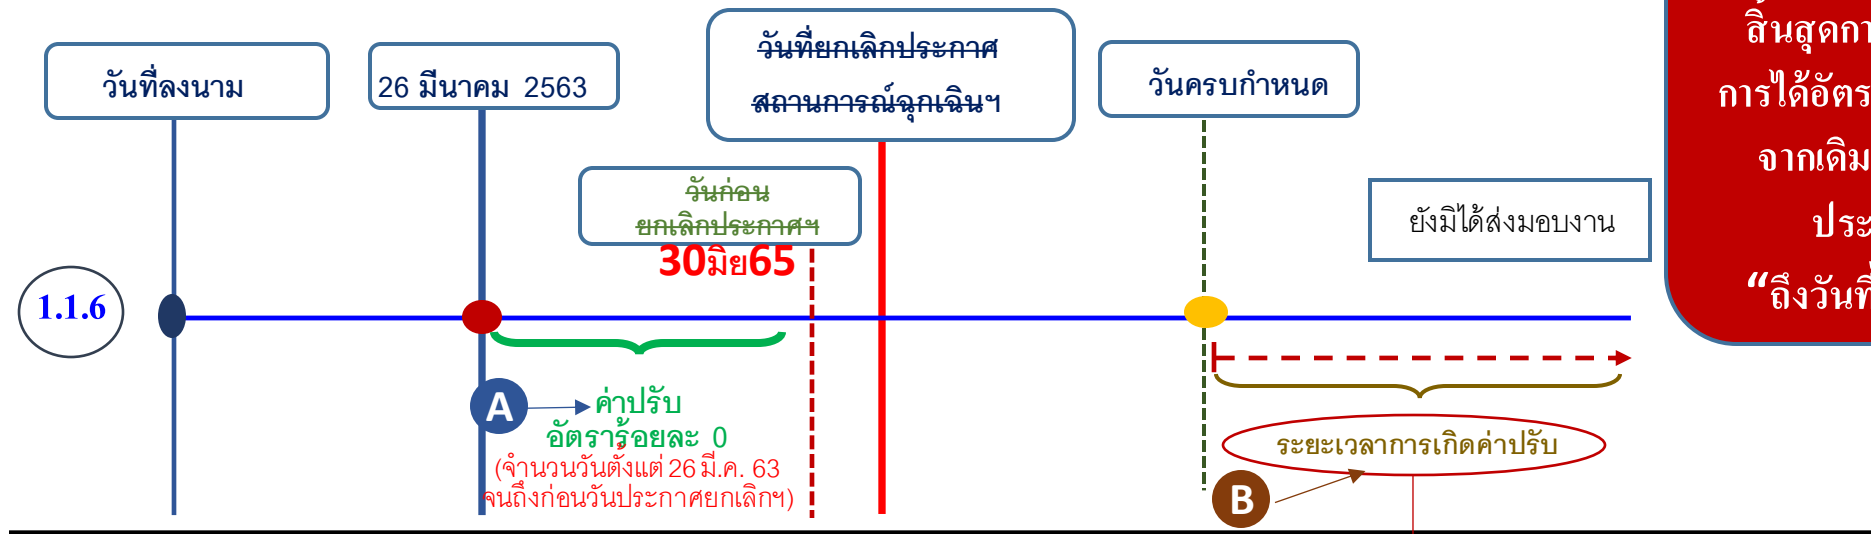 วันที่ลงนาม
26 มีนาคม 2563
วันที่ยกเลิกประกาศ
สถานการณ์ฉุกเฉินฯ
วันครบกำหนด
วันก่อน
ยกเลิกประกาศฯ
30มิย65
ยังมิได้ส่งมอบงาน
1.1.6
A
ค่าปรับ
อัตราร้อยละ 0
(จำนวนวันตั้งแต่ 26 มี.ค. 63
จนถึงก่อนวันประกาศยกเลิกฯ)
ระยะเวลาการเกิดค่าปรับ
B
สิ้นสุดกา
การได้อัตร
จากเดิม
ประ
“ถึงวันที่